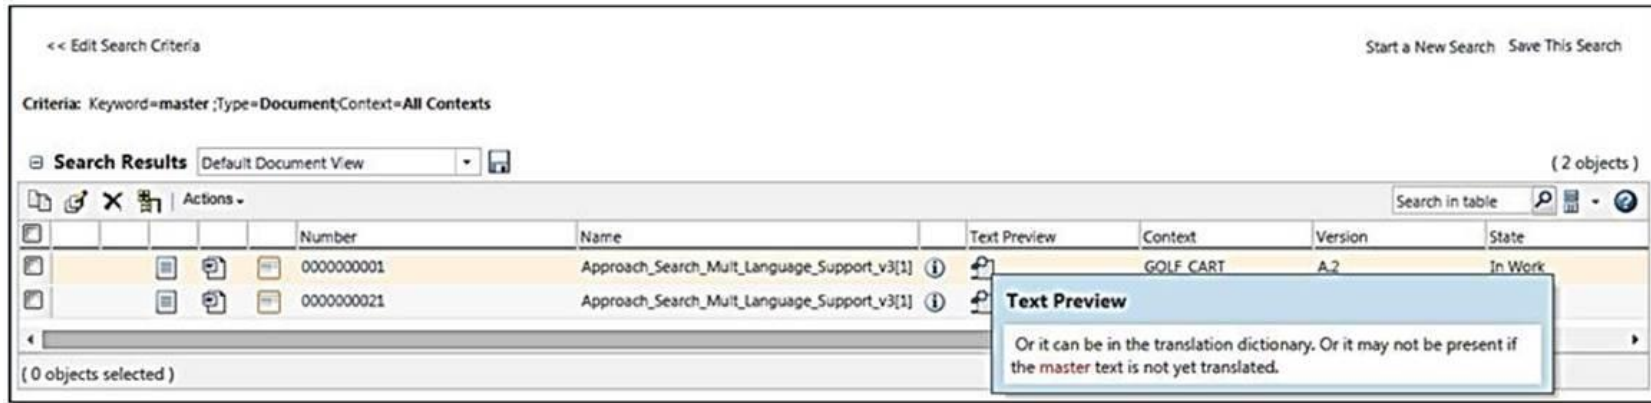 << Edit Search Criteria
Start a New Search Save This Search
Criteria: Keyword=master ;Type=Document;Context=All Contexts
Search Results Default Document View ( 2 objects )
Actions Search in table
Number Name Text Preview Context Version State
0000000001 Approach_Search_Mult_Language_Support_v3[1] GOLF CART A.2 In Work
0000000021 Approach_Search_Mult_Language_Support_v3[1]
Text Preview
Or it can be in the translation dictionary. Or it may not be present if
the master text is not yet translated.
( 0 objects selected )